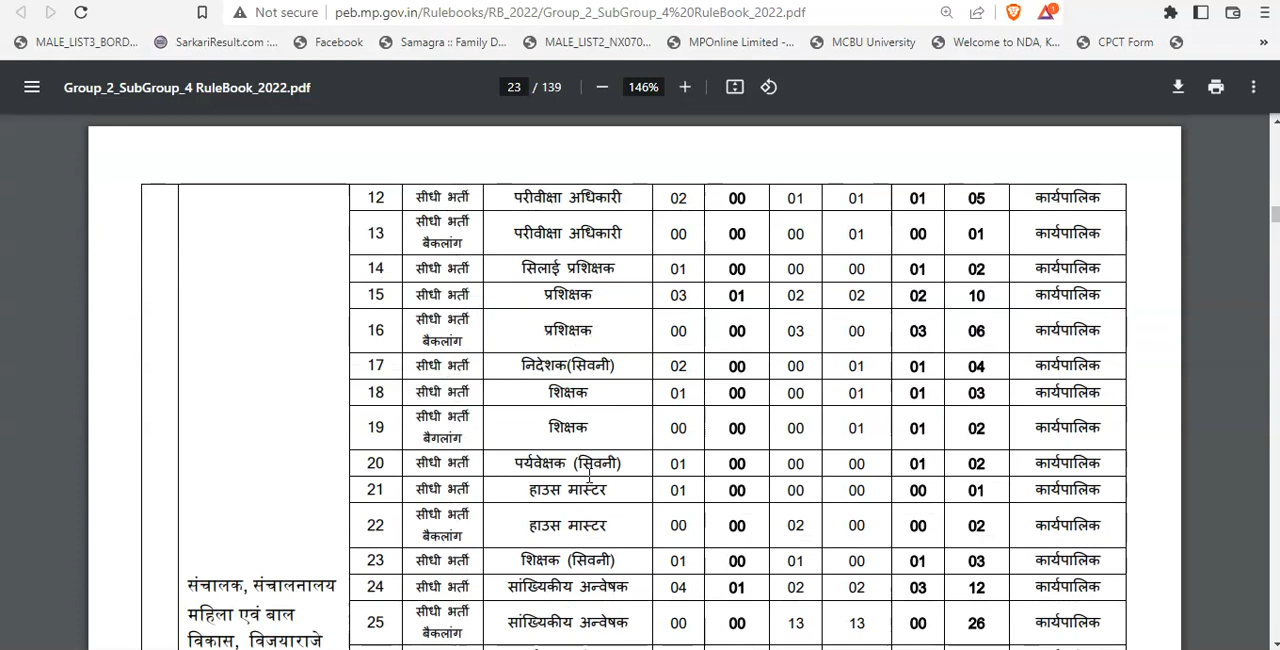 Not secure peb.mp.gov.in/Rulebooks/RB_2022/Group_2_SubGroup_4%20RuleBook_2022.pdf 1
MALE_LIST3_BORD... SarkariResult.com :... Facebook Samagra :: Family D... MALE_LIST2_NX070... MPOnline Limited -... MCBU University Welcome to NDA, K... CPCT Form »
Group_2_SubGroup_4 RuleBook_2022.pdf 23 / 139 146%
12 सीधी भर्ती परीवीक्षा अधिकारी 02 00 01 01 01 05 कार्यपालिक
13 सीधी भर्ती बैकलांग परीवीक्षा अधिकारी 00 00 00 01 00 01 कार्यपालिक
14 सीधी भर्ती सिलाई प्रशिक्षक 01 00 00 00 01 02 कार्यपालिक
15 सीधी भर्ती प्रशिक्षक 03 01 02 02 02 10 कार्यपालिक
16 सीधी भर्ती बैकलांग प्रशिक्षक 00 00 03 00 03 06 कार्यपालिक
17 सीधी भर्ती निदेशक(सिवनी) 02 00 00 01 01 04 कार्यपालिक
18 सीधी भर्ती शिक्षक 01 00 00 01 01 03 कार्यपालिक
19 सीधी भर्ती बैगलांग शिक्षक 00 00 00 01 01 02 कार्यपालिक
20 सीधी भर्ती पर्यवेक्षक (सिवनी) 01 00 00 00 01 02 कार्यपालिक
21 सीधी भर्ती हाउस मास्टर 01 00 00 00 00 01 कार्यपालिक
22 सीधी भर्ती बैकलांग हाउस मास्टर 00 00 02 00 00 02 कार्यपालिक
23 सीधी भर्ती शिक्षक (सिवनी) 01 00 01 00 01 03 कार्यपालिक
24 सीधी भर्ती सांख्यिकीय अन्वेषक 04 01 02 02 03 12 कार्यपालिक
25 सीधी भर्ती बैकलांग सांख्यिकीय अन्वेषक 00 00 13 13 00 26 कार्यपालिक
संचालक, संचालनालय
महिला एवं बाल
विकास, विजयाराजे